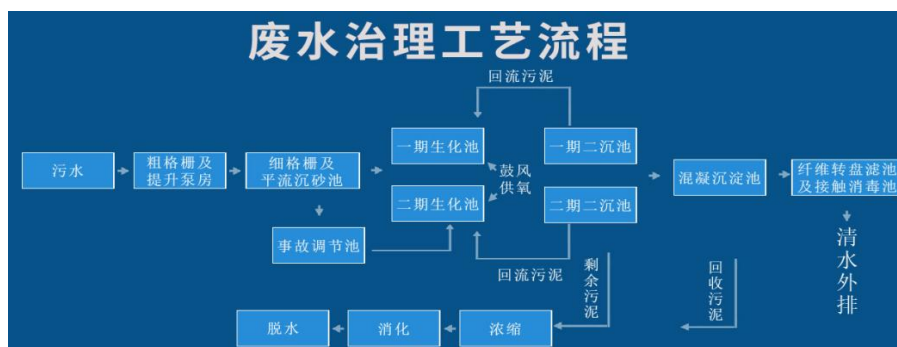 废水治理工艺流程
回流污泥
污水
粗格栅及
提升泵房
细格栅及
平流沉砂池
一期生化池
二期生化池
鼓风
供氧
一期二沉池
二期二沉池
混凝沉淀池
纤维转盘滤池
及接触消毒池
事故调节池
回流污泥
剩余污泥
回收污泥
清水外排
脱水
消化
浓缩